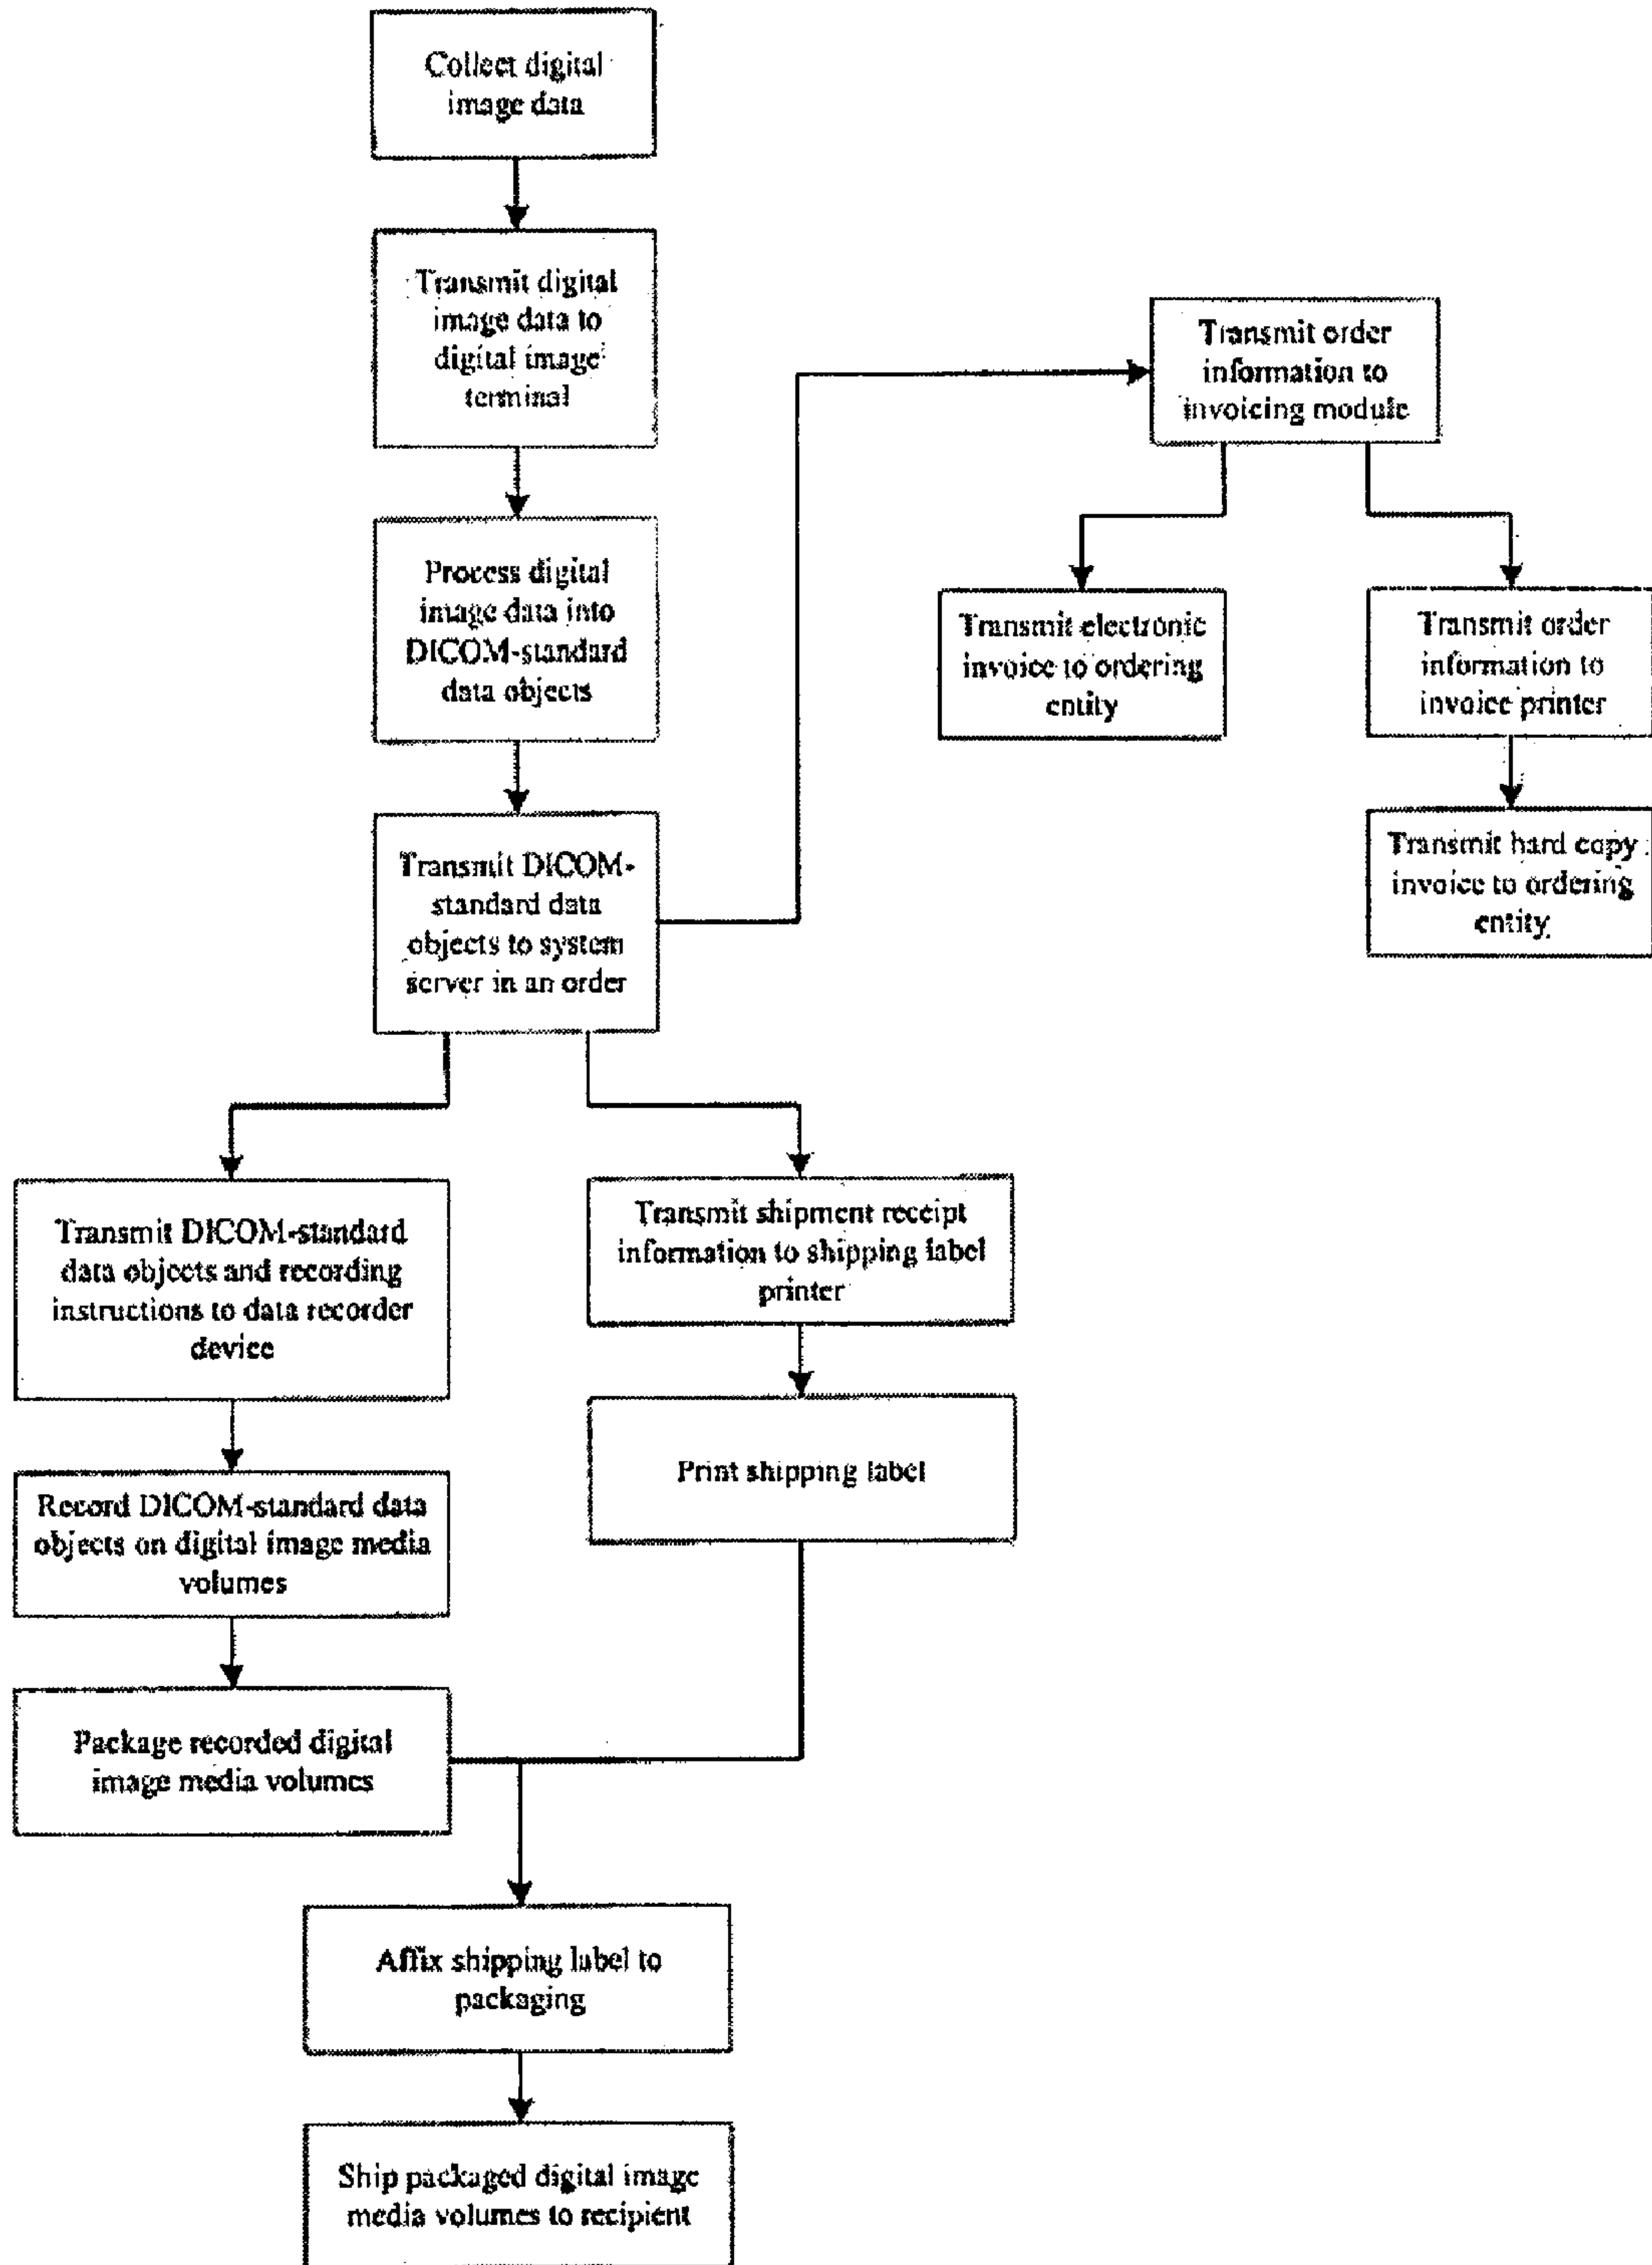 Collect digital
image data
Transmit digital
image data to
digital image
terminal
Process digital
image data into
DICOM-standard
data objects
Transmit DICOM-
standard data
objects to system
server in an order
Transmit order
information to
invoicing module
Transmit electronic
invoice to ordering
entity
Transmit order
information to
invoice printer
Transmit hard copy
invoice to ordering
entity
Transmit DICOM-standard
data objects and recording
instructions to data recorder
device
Record DICOM-standard data
objects on digital image media
volumes
Package recorded digital
image media volumes
Transmit shipment receipt
information to shipping label
printer
Print shipping label
Affix shipping label to
packaging
Ship packaged digital image
media volumes to recipient